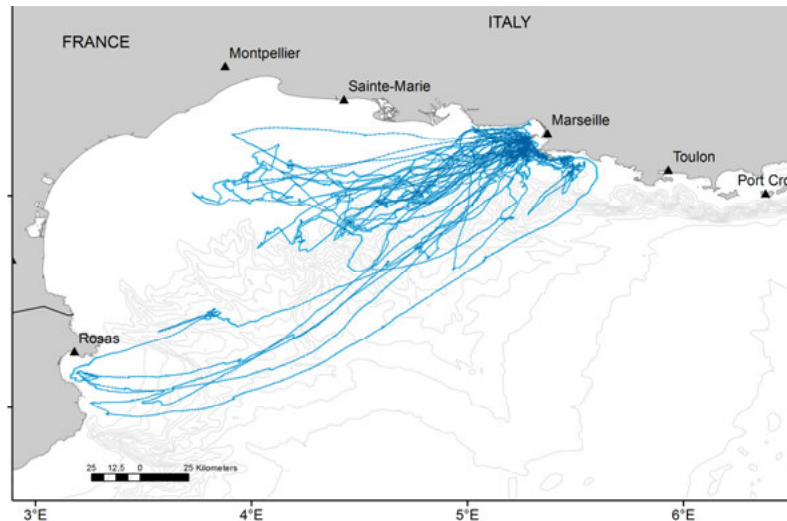 ITALY
FRANCE
Montpellier
Sainte-Marie
Marseille
Toulon
Port Cro
Rosas
25 12,5 0 25 Kilometers
3°E 4°E 5°E 6°E